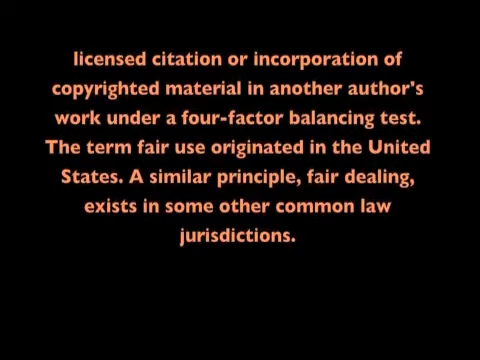 licensed citation or incorporation of
copyrighted material in another author's
work under a four-factor balancing test.
The term fair use originated in the United
States. A similar principle, fair dealing,
exists in some other common law
jurisdictions.